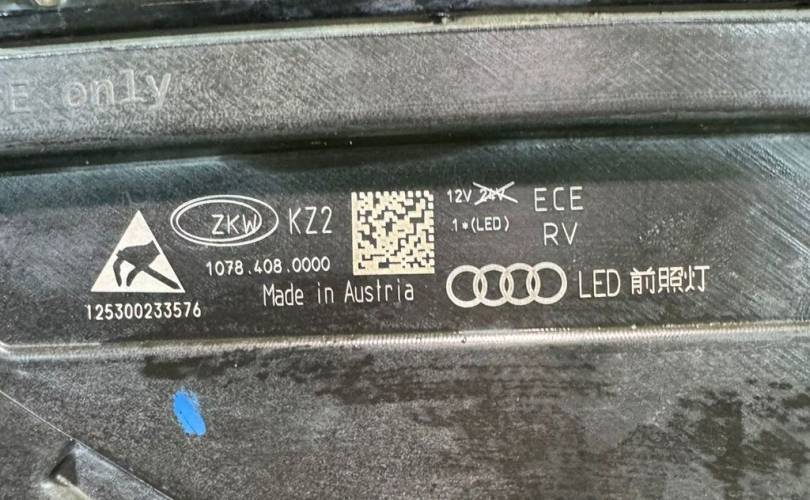 E only
ZKW KZ2
1078.408.0000
Made in Austria
125300233576
12V 24V ECE
1*(LED) RV
LED 前照灯